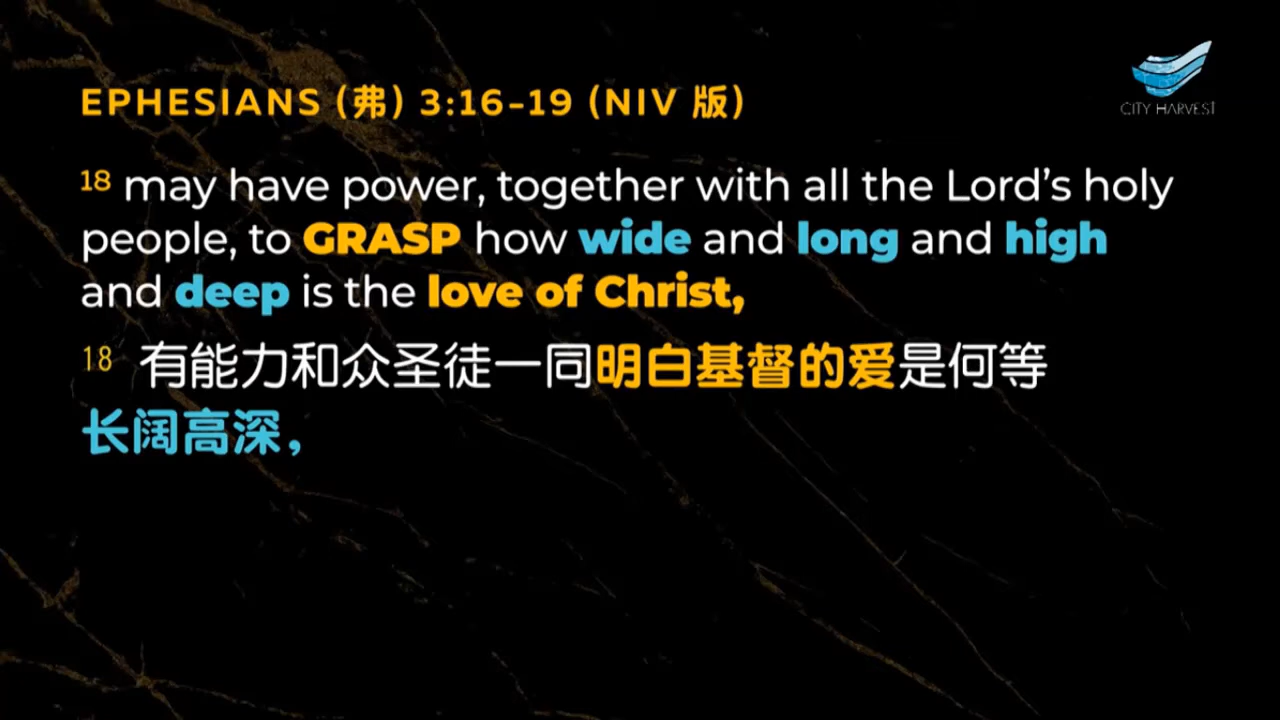 EPHESIANS (弗) 3:16-19 (NIV 版)
CITY HARVEST
18 may have power, together with all the Lord's holy
people, to GRASP how wide and long and high
and deep is the love of Christ,
18 有能力和众圣徒一同明白基督的爱是何等
长阔高深，